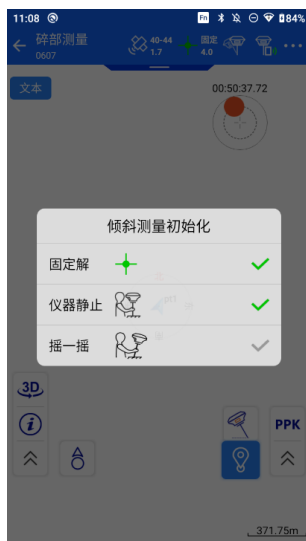 11:08
84%
碎部测量
0607
40-44
1.7
固定
4.0
文本
00:50:37.72
倾斜测量初始化
固定解
仪器静止
摇一摇
3D
i
PPK
371.75m